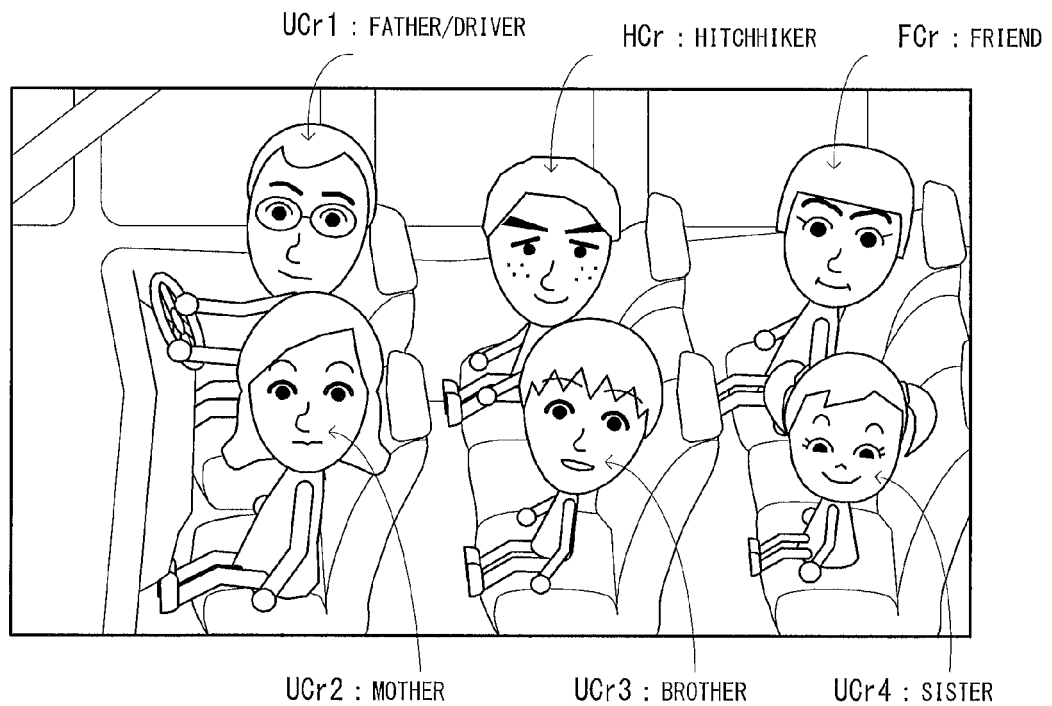 UCr1 : FATHER/DRIVER
HCr : HITCHHIKER
FCr : FRIEND
UCr2 : MOTHER
UCr3 : BROTHER
UCr4 : SISTER